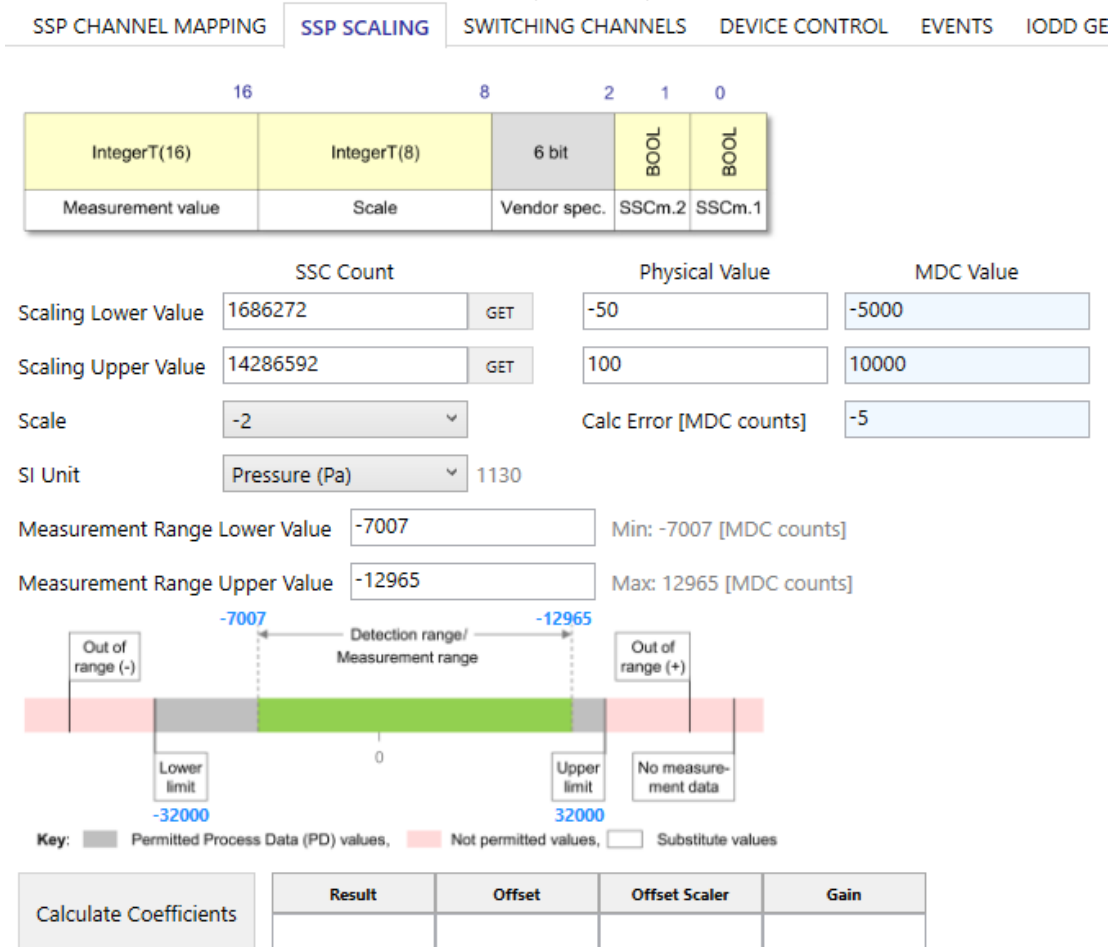 SSP CHANNEL MAPPING SSP SCALING SWITCHING CHANNELS DEVICE CONTROL EVENTS IODD GE
16 8 2 1 0
IntegerT(16) IntegerT(8) 6 bit BOOL BOOL
Measurement value Scale Vendor spec. SSCm.2 SSCm.1
SSC Count Physical Value MDC Value
Scaling Lower Value 1686272 GET -50 -5000
Scaling Upper Value 14286592 GET 100 10000
Scale -2 Calc Error [MDC counts] -5
SI Unit Pressure (Pa) 1130
Measurement Range Lower Value -7007 Min: -7007 [MDC counts]
Measurement Range Upper Value -12965 Max: 12965 [MDC counts]
-7007 -12965
Out of range (-)
Detection range/
Measurement range
Out of range (+)
0
Lower limit
Upper limit
No measure-
ment data
-32000 32000
Key: Permitted Process Data (PD) values, Not permitted values, Substitute values
Calculate Coefficients Result Offset Offset Scaler Gain